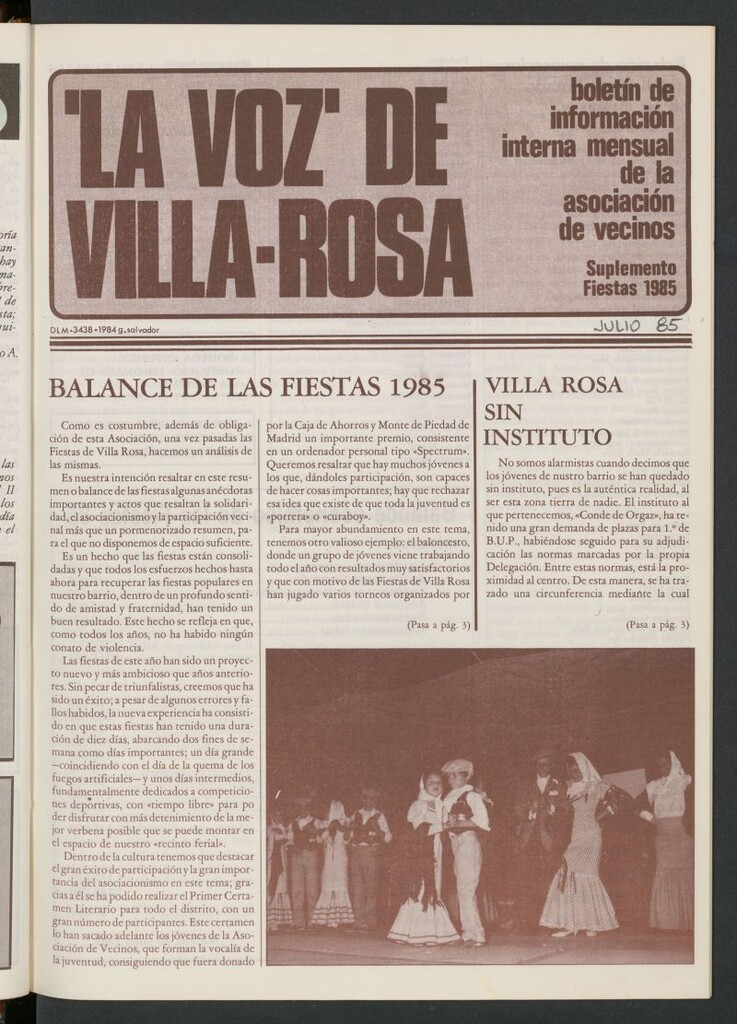 'LA VOZ' DE
VILLA-ROSA
boletín de
información
interna mensual
de la
asociación
de vecinos
Suplemento
Fiestas 1985
DLM-3438-1984 g.salvador
JULIO 85
BALANCE DE LAS FIESTAS 1985
Como es costumbre, además de obliga-
ción de esta Asociación, una vez pasadas las
Fiestas de Villa Rosa, hacemos un análisis de
las mismas.
Es nuestra intención resaltar en este resu-
men o balance de las fiestas algunas anécdotas
importantes y actos que resaltan la solidari-
dad, el asociacionismo y la participación veci-
nal más que un pormenorizado resumen, pa-
ra el que no disponemos de espacio suficiente.
Es un hecho que las fiestas están consoli-
dadas y que todos los esfuerzos hechos hasta
ahora para recuperar las fiestas populares en
nuestro barrio, dentro de un profundo senti-
do de amistad y fraternidad, han tenido un
buen resultado. Este hecho se refleja en que,
como todos los años, no ha habido ningún
conato de violencia.
Las fiestas de este año han sido un proyec-
to nuevo y más ambicioso que años anterio-
res. Sin pecar de triunfalistas, creemos que ha
sido un éxito; a pesar de algunos errores y fa-
llos habidos, la nueva experiencia ha consisti-
do en que estas fiestas han tenido una dura-
ción de diez días, abarcando dos fines de se-
mana como días importantes; un día grande
—coincidiendo con el día de la quema de los
fuegos artificiales— y unos días intermedios,
fundamentalmente dedicados a competicio-
nes deportivas, con «tiempo libre» para po
der disfrutar con más detenimiento de la me-
jor verbena posible que se puede montar en
el espacio de nuestro «recinto ferial».
Dentro de la cultura tenemos que destacar
el gran éxito de participación y la gran impor-
tancia del asociacionismo en este tema; gra-
cias a él se ha podido realizar el Primer Certa-
men Literario para todo el distrito, con un
gran número de participantes. Este certamen
lo han sacado adelante los jóvenes de la Aso-
ciación de Vecinos, que forman la vocalía de
la juventud, consiguiendo que fuera donado
por la Caja de Ahorros y Monte de Piedad de
Madrid un importante premio, consistente
en un ordenador personal tipo «Spectrum».
Queremos resaltar que hay muchos jóvenes a
los que, dándoles participación, son capaces
de hacer cosas importantes; hay que rechazar
esa idea que existe de que toda la juventud es
«porrera» o «curaboy».
Para mayor abundamiento en este tema,
tenemos otro valioso ejemplo: el baloncesto,
donde un grupo de jóvenes viene trabajando
todo el año con resultados muy satisfactorios
y que con motivo de las Fiestas de Villa Rosa
han jugado varios torneos organizados por
(Pasa a pág. 3)
VILLA ROSA
SIN
INSTITUTO
No somos alarmistas cuando decimos que
los jóvenes de nustro barrio se han quedado
sin instituto, pues es la auténtica realidad, al
ser esta zona tierra de nadie. El instituto al
que pertenecemos, «Conde de Orgaz», ha te-
nido una gran demanda de plazas para 1.º de
B.U.P., habiéndose seguido para su adjudi-
cación las normas marcadas por la propia
Delegación. Entre estas normas, está la pro-
ximidad al centro. De esta manera, se ha tra-
zado una circunferencia mediante la cual
(Pasa a pág. 3)